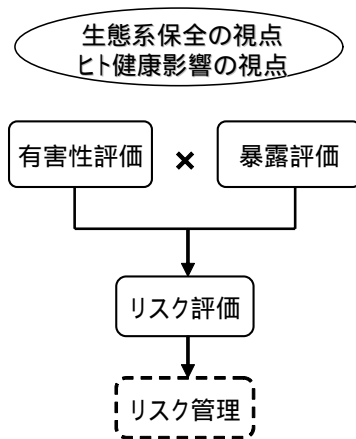 生態系保全の視点
ヒト健康影響の視点
有害性評価 × 暴露評価
リスク評価
リスク管理